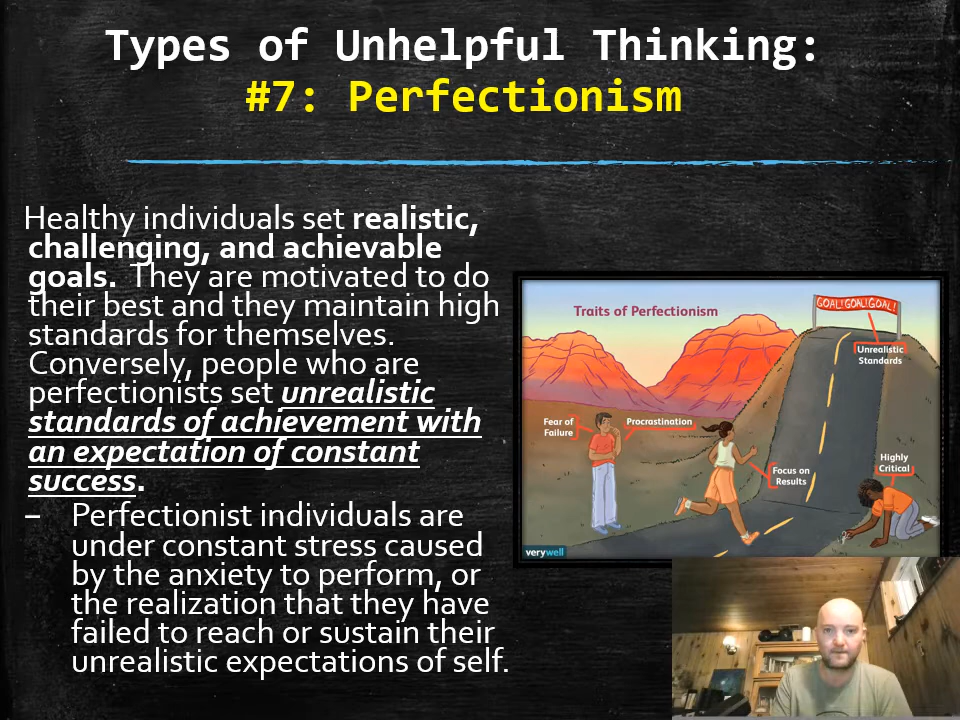 Types of Unhelpful Thinking:
#7: Perfectionism
Healthy individuals set realistic,
challenging, and achievable
goals. They are motivated to do
their best and they maintain high
standards for themselves.
Conversely, people who are
perfectionists set unrealistic
standards of achievement with
an expectation of constant
success.
– Perfectionist individuals are
under constant stress caused
by the anxiety to perform, or
the realization that they have
failed to reach or sustain their
unrealistic expectations of self.
Traits of Perfectionism
GOAL! GOAL! GOAL!
Unrealistic
Standards
Fear of
Failure
Procrastination
Focus on
Results
Highly
Critical
verywell